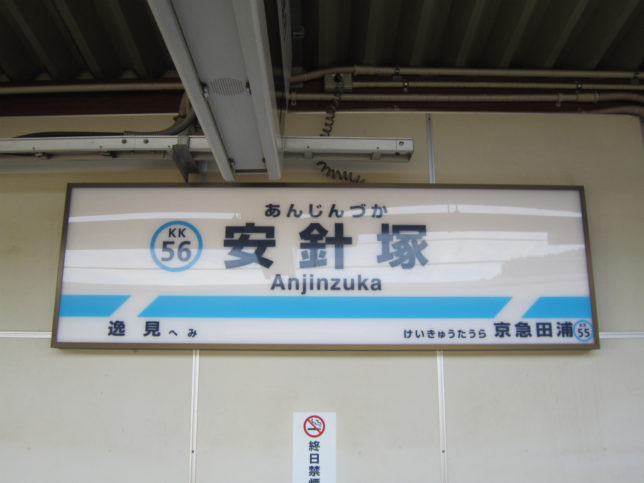 あんじんづか
KK
56
安針塚
Anjinzuka
逸見 へみ
けいきゅうたうら 京急田浦
KK
55
終日禁煙